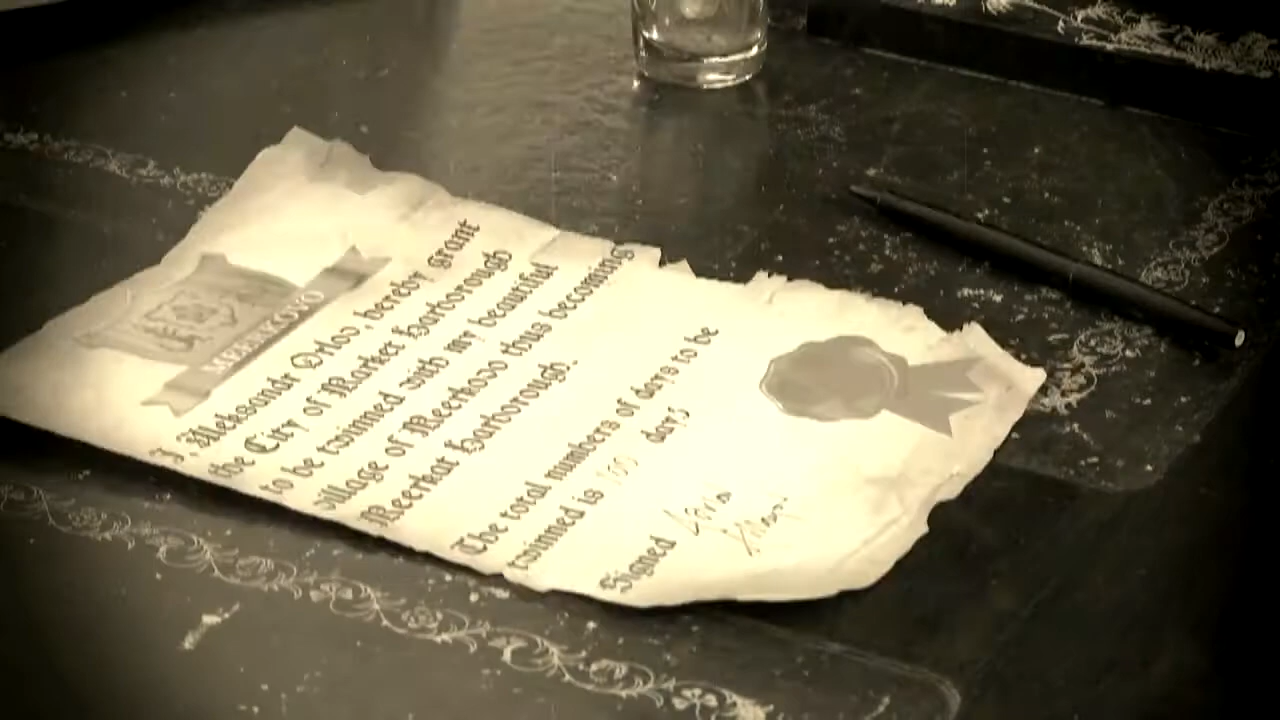 MEERKOVO
I, Aleksandr Orlov, hereby, grant
the City of Market Harborough
to be twinned with my beautiful
village of Meerkovo thus becoming
Meerkat Harborough.
The total numbers of days to be
twinned is 100 days
Signed